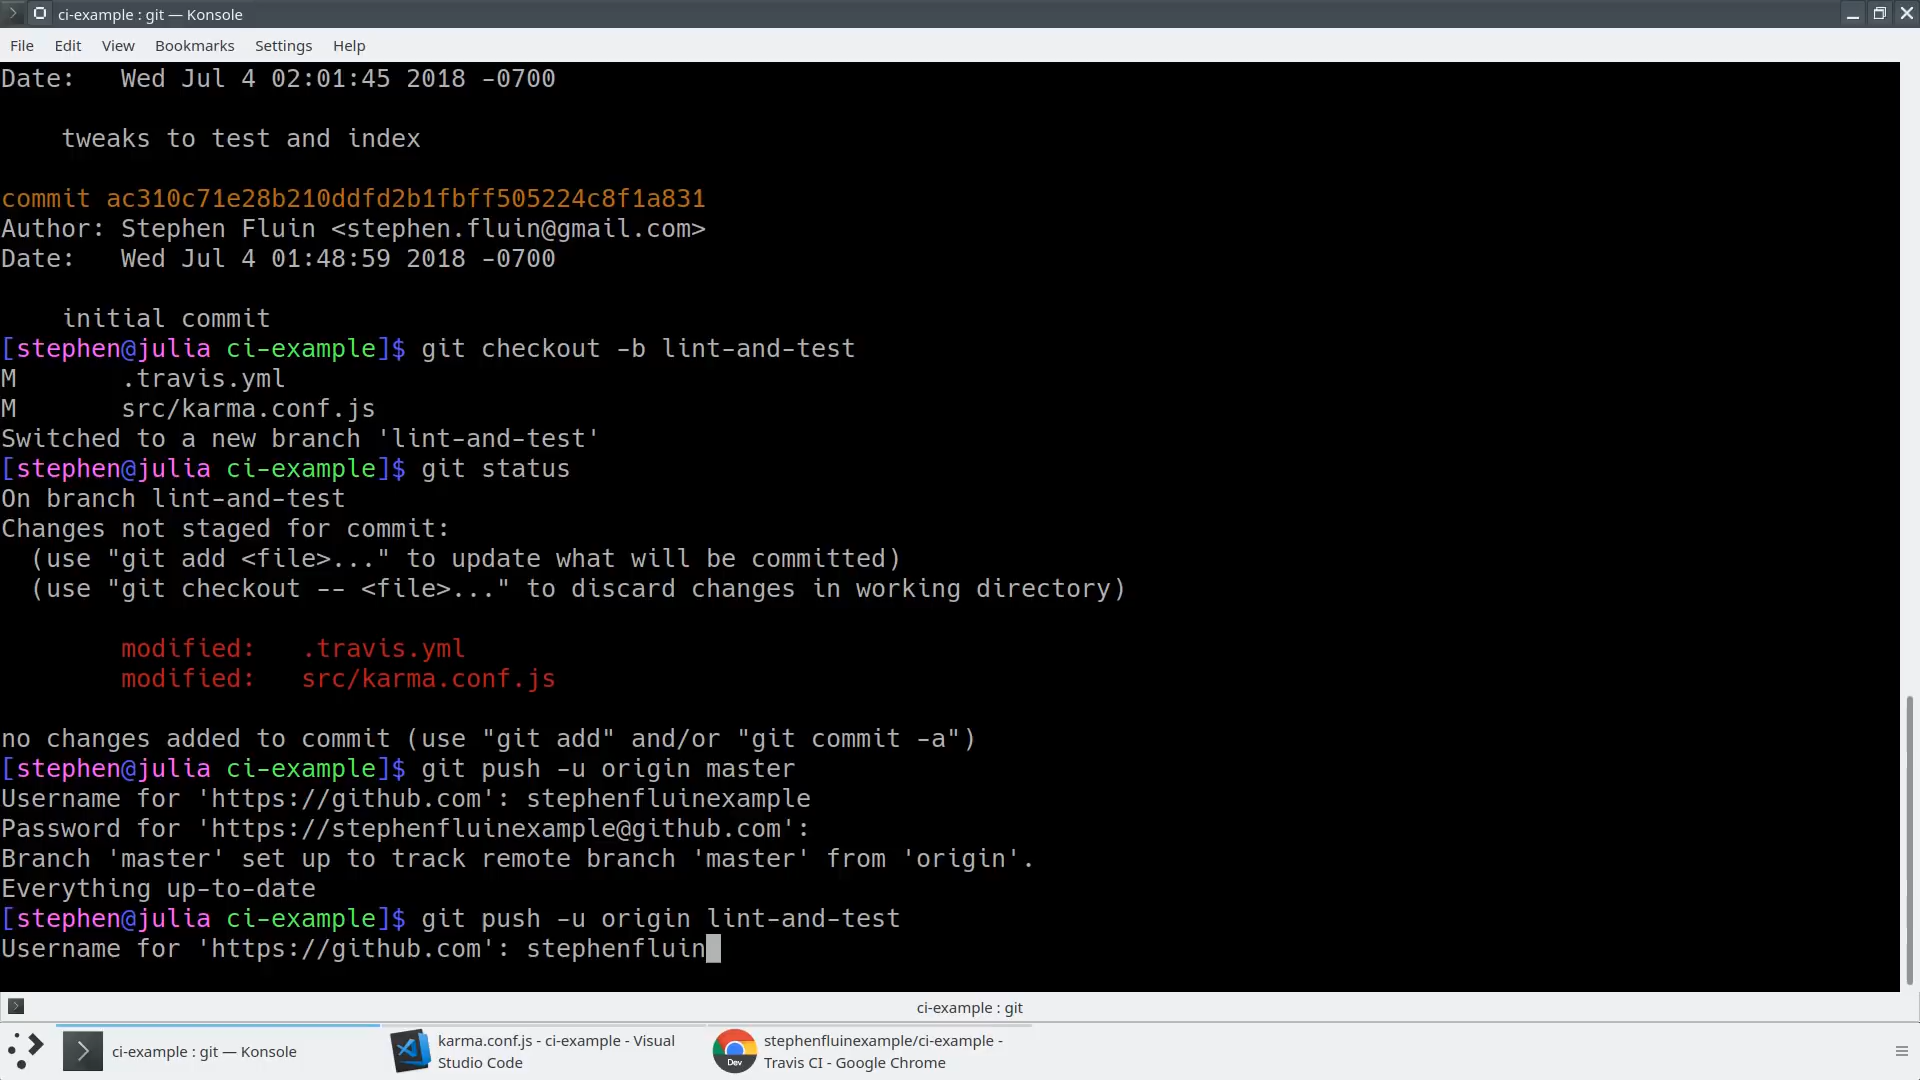 ci-example : git — Konsole
File Edit View Bookmarks Settings Help
Date:   Wed Jul 4 02:01:45 2018 -0700
    tweaks to test and index
commit ac310c71e28b210ddfd2b1fbff505224c8f1a831
Author: Stephen Fluin <stephen.fluin@gmail.com>
Date:   Wed Jul 4 01:48:59 2018 -0700
    initial commit
[stephen@julia ci-example]$ git checkout -b lint-and-test
M       .travis.yml
M       src/karma.conf.js
Switched to a new branch 'lint-and-test'
[stephen@julia ci-example]$ git status
On branch lint-and-test
Changes not staged for commit:
  (use "git add <file>..." to update what will be committed)
  (use "git checkout -- <file>..." to discard changes in working directory)
        modified:   .travis.yml
        modified:   src/karma.conf.js
no changes added to commit (use "git add" and/or "git commit -a")
[stephen@julia ci-example]$ git push -u origin master
Username for 'https://github.com': stephenfluinexample
Password for 'https://stephenfluinexample@github.com':
Branch 'master' set up to track remote branch 'master' from 'origin'.
Everything up-to-date
[stephen@julia ci-example]$ git push -u origin lint-and-test
Username for 'https://github.com': stephenfluin
ci-example : git
ci-example : git — Konsole
karma.conf.js - ci-example - Visual
Studio Code
Dev
stephenfluinexample/ci-example -
Travis CI - Google Chrome